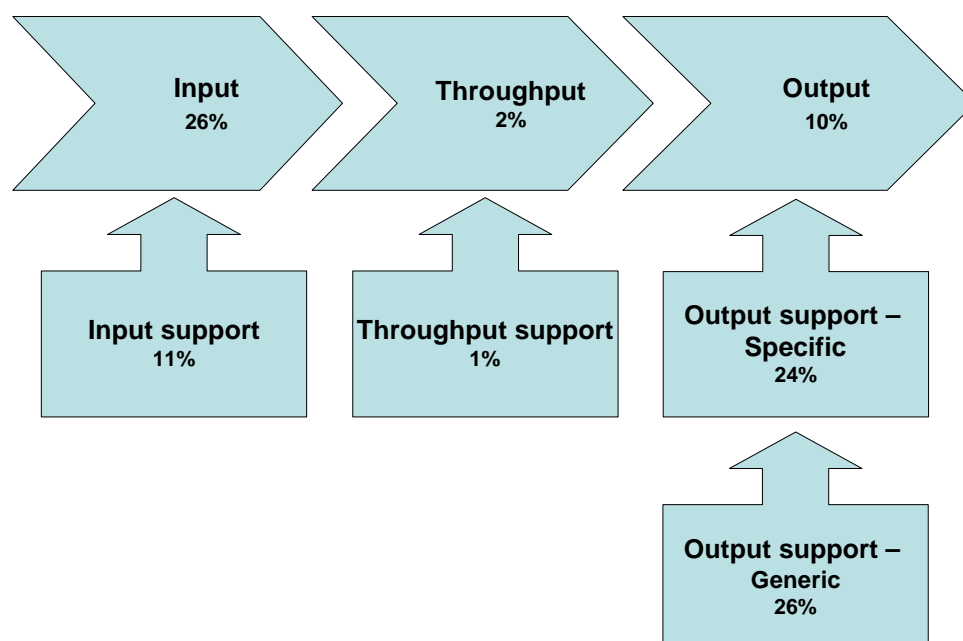 Input
26%
Throughput
2%
Output
10%
Input support
11%
Throughput support
1%
Output support –
Specific
24%
Output support –
Generic
26%